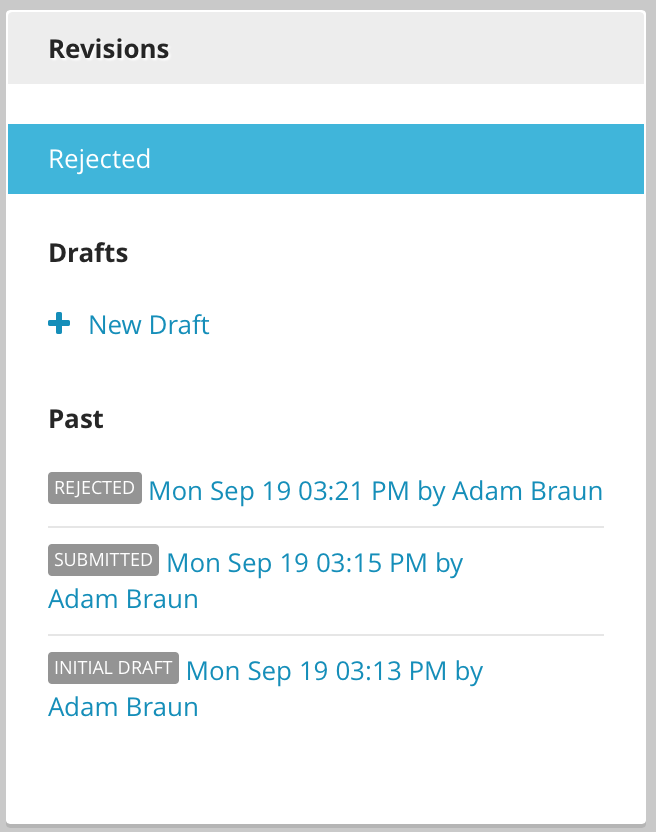 Revisions
Rejected
Drafts
New Draft
Past
REJECTED Mon Sep 19 03:21 PM by Adam Braun
SUBMITTED Mon Sep 19 03:15 PM by
Adam Braun
INITIAL DRAFT Mon Sep 19 03:13 PM by
Adam Braun